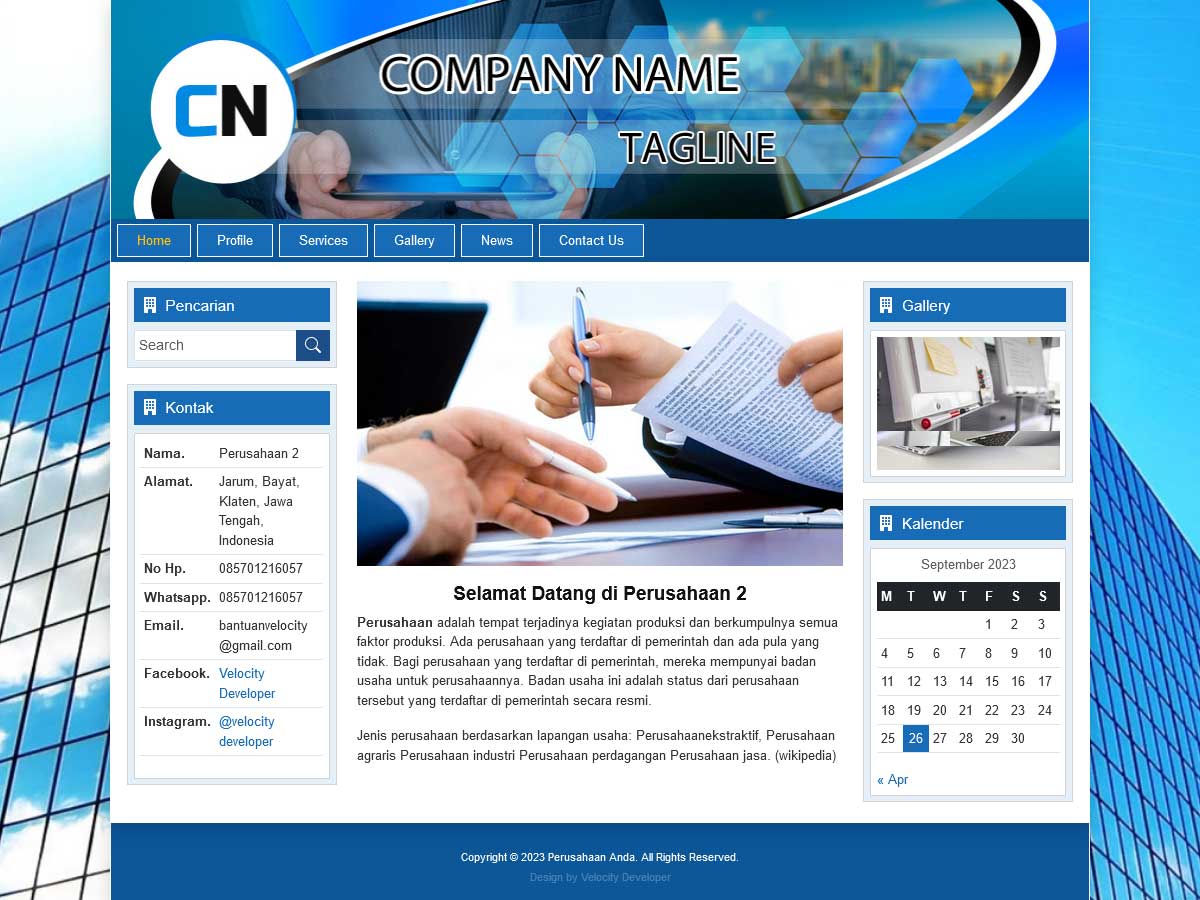 CN
COMPANY NAME
TAGLINE
Home
Profile
Services
Gallery
News
Contact Us
Pencarian
Search
Kontak
Nama. Perusahaan 2
Alamat. Jarum, Bayat,
Klaten, Jawa
Tengah,
Indonesia
No Hp. 085701216057
Whatsapp. 085701216057
Email. bantuanvelocity
@gmail.com
Facebook. Velocity
Developer
Instagram. @velocity
developer
Selamat Datang di Perusahaan 2
Perusahaan adalah tempat terjadinya kegiatan produksi dan berkumpulnya semua
faktor produksi. Ada perusahaan yang terdaftar di pemerintah dan ada pula yang
tidak. Bagi perusahaan yang terdaftar di pemerintah, mereka mempunyai badan
usaha untuk perusahaannya. Badan usaha ini adalah status dari perusahaan
tersebut yang terdaftar di pemerintah secara resmi.
Jenis perusahaan berdasarkan lapangan usaha: Perusahaanekstraktif, Perusahaan
agraris Perusahaan industri Perusahaan perdagangan Perusahaan jasa. (wikipedia)
Gallery
Kalender
September 2023
M T W T F S S
1 2 3
4 5 6 7 8 9 10
11 12 13 14 15 16 17
18 19 20 21 22 23 24
25 26 27 28 29 30
« Apr
Copyright © 2023 Perusahaan Anda. All Rights Reserved.
Design by Velocity Developer